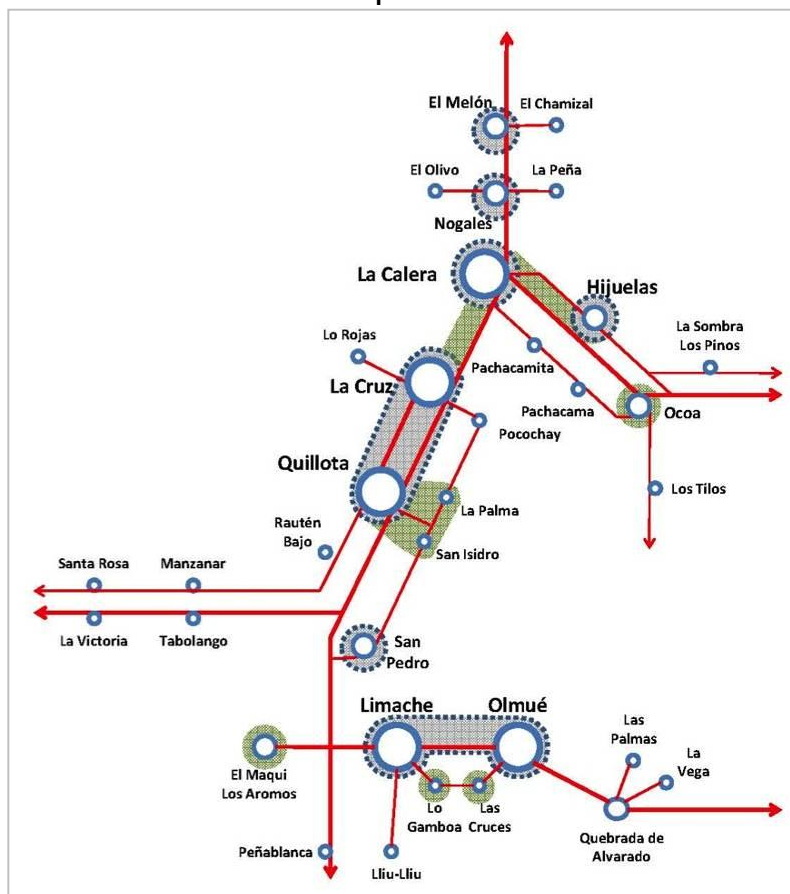 El Melón
El Chamizal
El Olivo
La Peña
Nogales
La Calera
Hijuelas
La Sombra
Los Pinos
Lo Rojas
Pachacamita
La Cruz
Pachacama
Ocoa
Pocochay
Quillota
Los Tilos
La Palma
Rautén
Bajo
San Isidro
Santa Rosa
Manzanar
La Victoria
Tabolango
San
Pedro
Limache
Olmué
Las
Palmas
La
Vega
El Maqui
Los Aromos
Lo
Gamboa
Las
Cruces
Quebrada de
Alvarado
Peñablanca
Lliu-Lliu